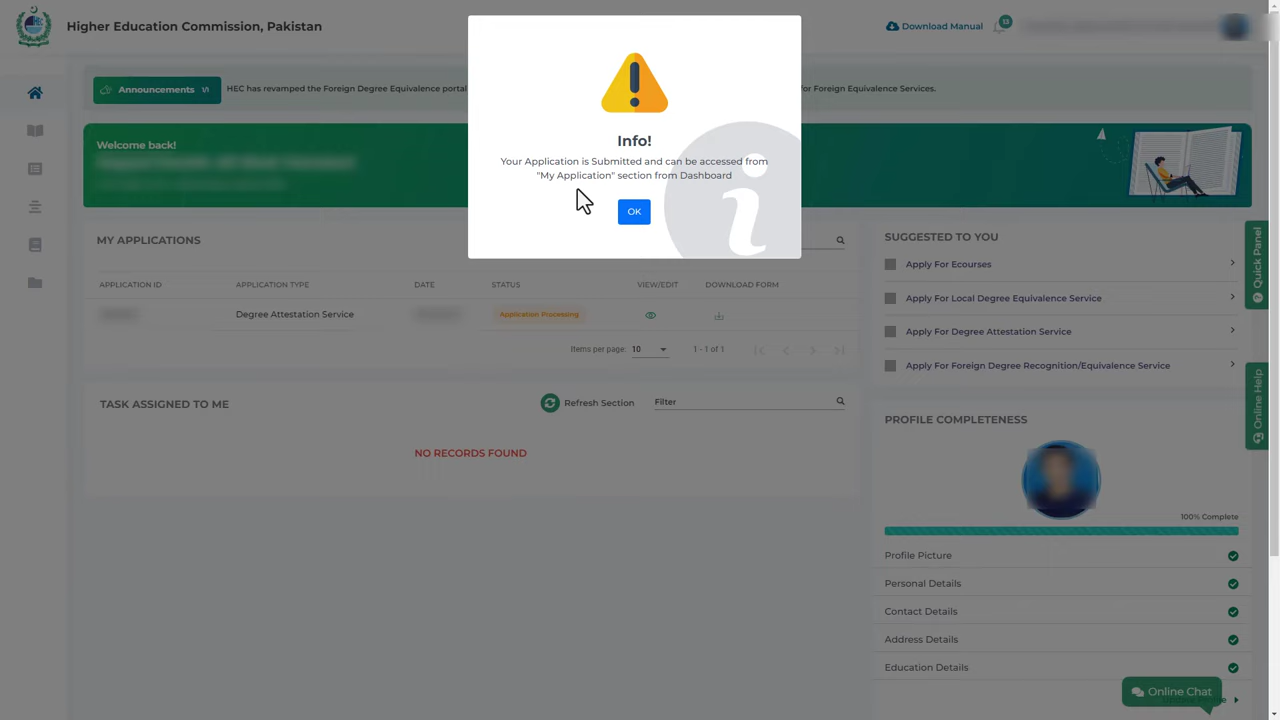 Higher Education Commission, Pakistan
Download Manual
13
Announcements
HEC has revamped the Foreign Degree Equivalence portal
for Foreign Equivalence Services.
Welcome back!
Info!
Your Application is Submitted and can be accessed from
"My Application" section from Dashboard
OK
MY APPLICATIONS
APPLICATION ID
APPLICATION TYPE
DATE
STATUS
VIEW/EDIT
DOWNLOAD FORM
Degree Attestation Service
Application Processing
Items per page: 10
1 - 1 of 1
TASK ASSIGNED TO ME
Refresh Section
Filter
NO RECORDS FOUND
SUGGESTED TO YOU
Apply For Ecourses
Apply For Local Degree Equivalence Service
Apply For Degree Attestation Service
Apply For Foreign Degree Recognition/Equivalence Service
Quick Panel
Online Help
PROFILE COMPLETENESS
100% Complete
Profile Picture
Personal Details
Contact Details
Address Details
Education Details
Online Chat